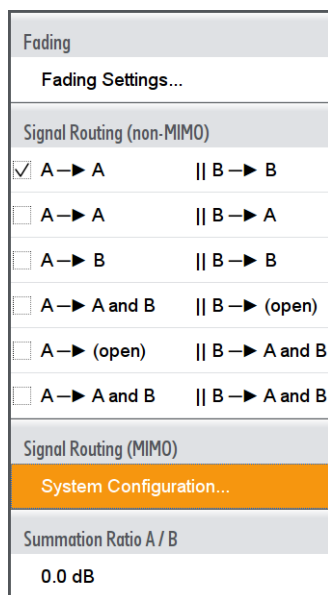 Fading
Fading Settings...
Signal Routing (non-MIMO)
A —► A || B —► B
A —► A || B —► A
A —► B || B —► B
A —► A and B || B —► (open)
A —► (open) || B —► A and B
A —► A and B || B —► A and B
Signal Routing (MIMO)
System Configuration...
Summation Ratio A / B
0.0 dB